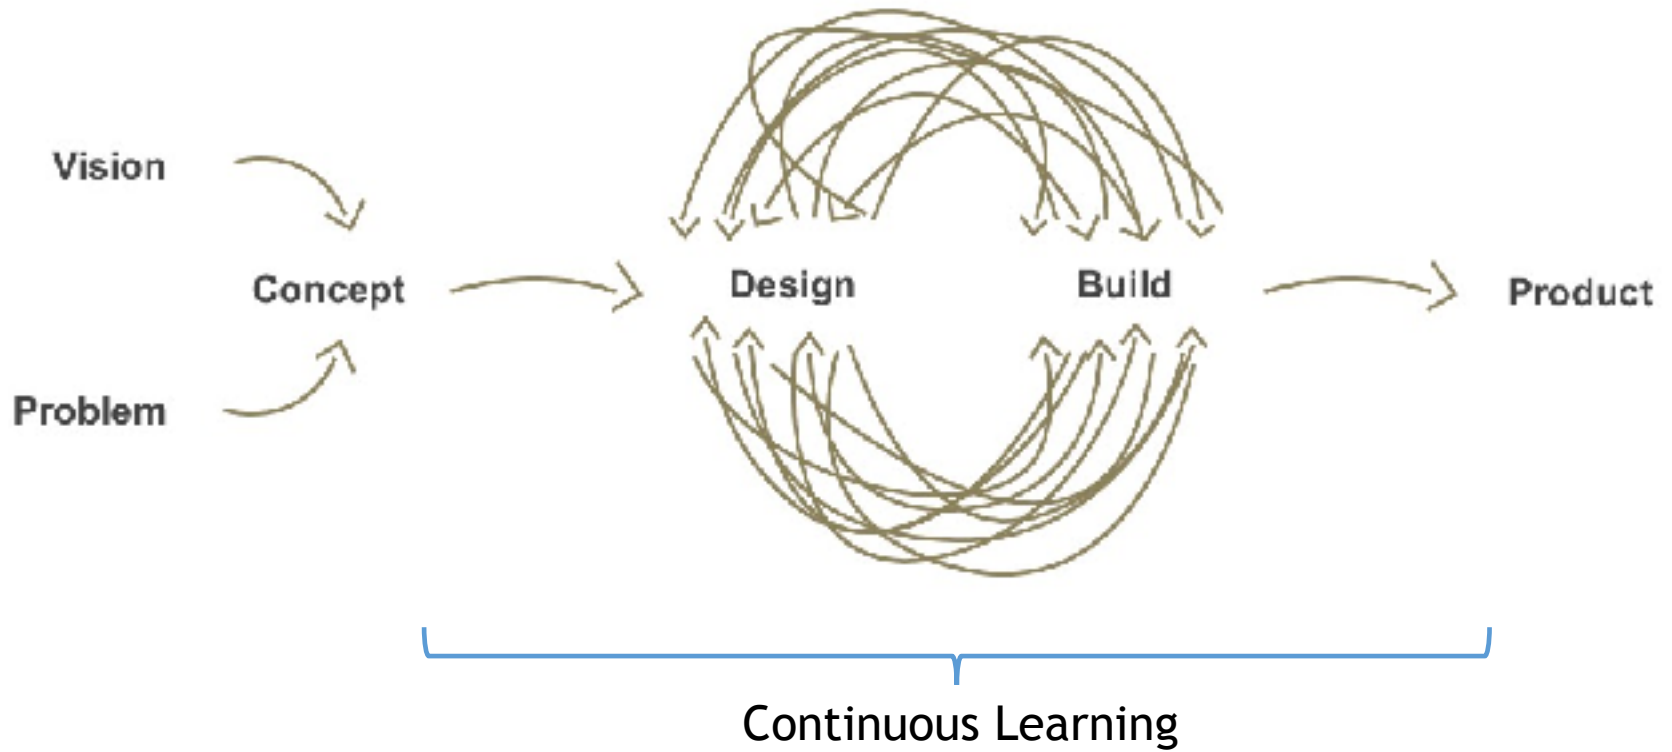 Vision
Concept
Design
Build
Product
Problem
Continuous Learning